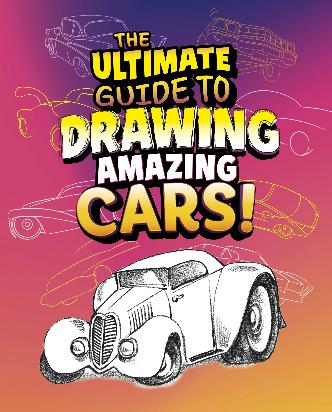 THE
ULTIMATE
GUIDE TO
DRAWING
AMAZING
CARS!